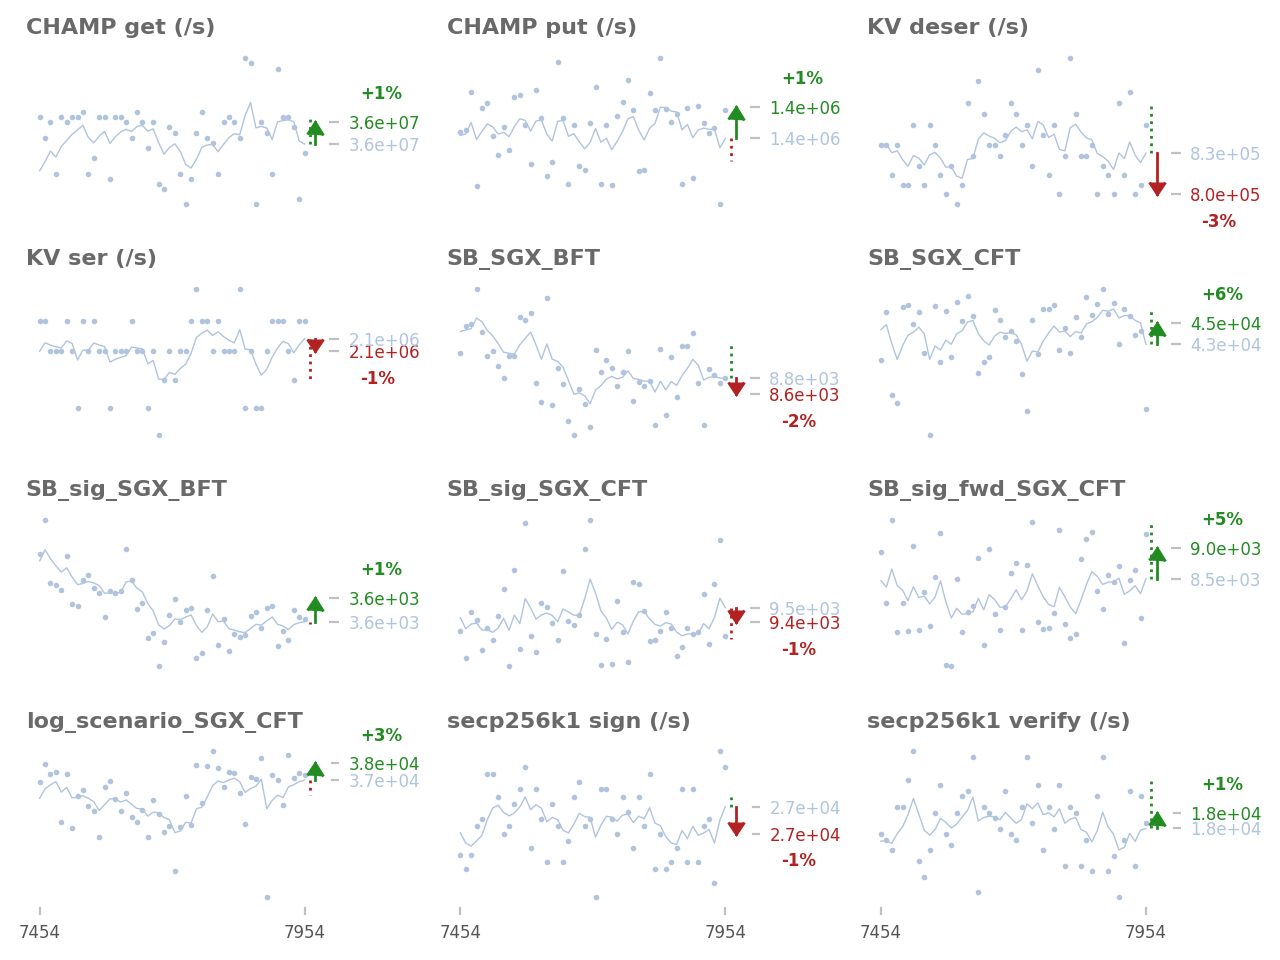 CHAMP get (/s)
+1%
3.6e+07
3.6e+07
CHAMP put (/s)
+1%
1.4e+06
1.4e+06
KV deser (/s)
8.3e+05
8.0e+05
-3%
KV ser (/s)
2.1e+06
2.1e+06
-1%
SB_SGX_BFT
8.8e+03
8.6e+03
-2%
SB_SGX_CFT
+6%
4.5e+04
4.3e+04
SB_sig_SGX_BFT
+1%
3.6e+03
3.6e+03
SB_sig_SGX_CFT
9.5e+03
9.4e+03
-1%
SB_sig_fwd_SGX_CFT
+5%
9.0e+03
8.5e+03
log_scenario_SGX_CFT
+3%
3.8e+04
3.7e+04
7454
7954
secp256k1 sign (/s)
2.7e+04
2.7e+04
-1%
7454
7954
secp256k1 verify (/s)
+1%
1.8e+04
1.8e+04
7454
7954